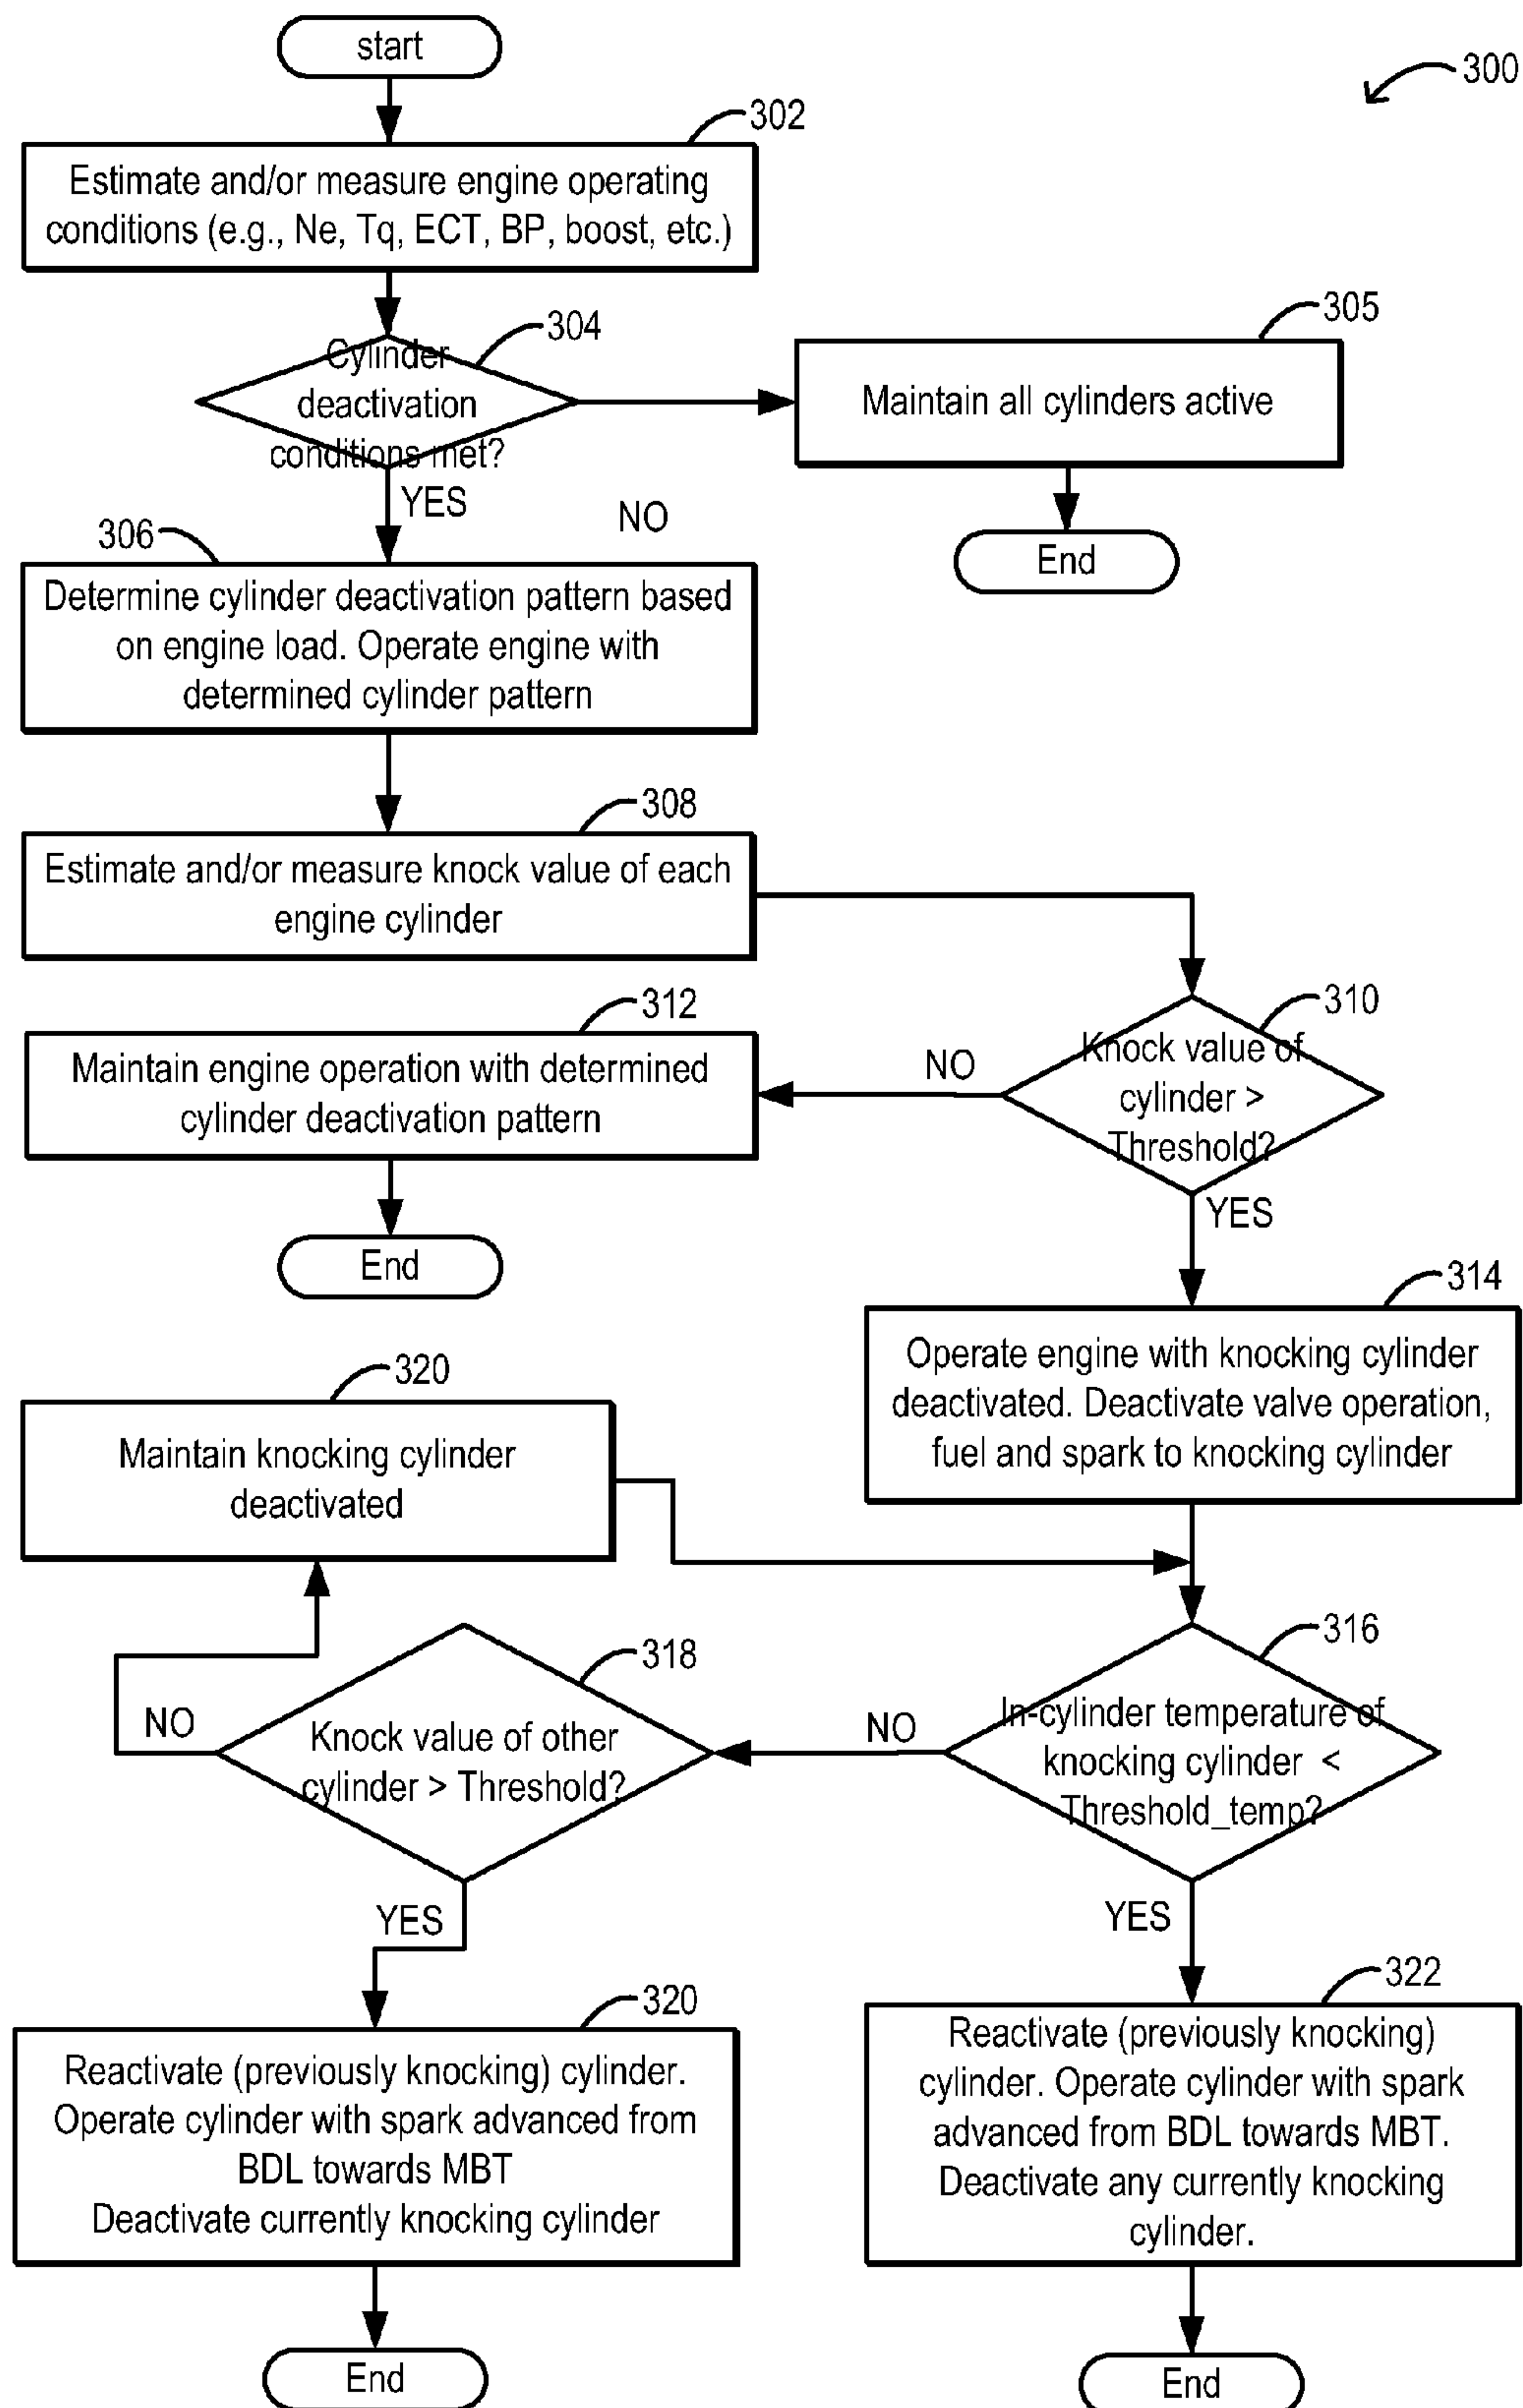 start
300
302
Estimate and/or measure engine operating
conditions (e.g., Ne, Tq, ECT, BP, boost, etc.)
304
Cylinder
deactivation
conditions met?
305
Maintain all cylinders active
YES
NO
End
306
Determine cylinder deactivation pattern based
on engine load. Operate engine with
determined cylinder pattern
308
Estimate and/or measure knock value of each
engine cylinder
310
Knock value of
cylinder >
Threshold?
NO
312
Maintain engine operation with determined
cylinder deactivation pattern
End
YES
314
Operate engine with knocking cylinder
deactivated. Deactivate valve operation,
fuel and spark to knocking cylinder
320
Maintain knocking cylinder
deactivated
316
In-cylinder temperature of
knocking cylinder <
Threshold_temp?
NO
318
Knock value of other
cylinder > Threshold?
NO
YES
320
Reactivate (previously knocking) cylinder.
Operate cylinder with spark advanced from
BDL towards MBT
Deactivate currently knocking cylinder
End
YES
322
Reactivate (previously knocking)
cylinder. Operate cylinder with spark
advanced from BDL towards MBT.
Deactivate any currently knocking
cylinder.
End